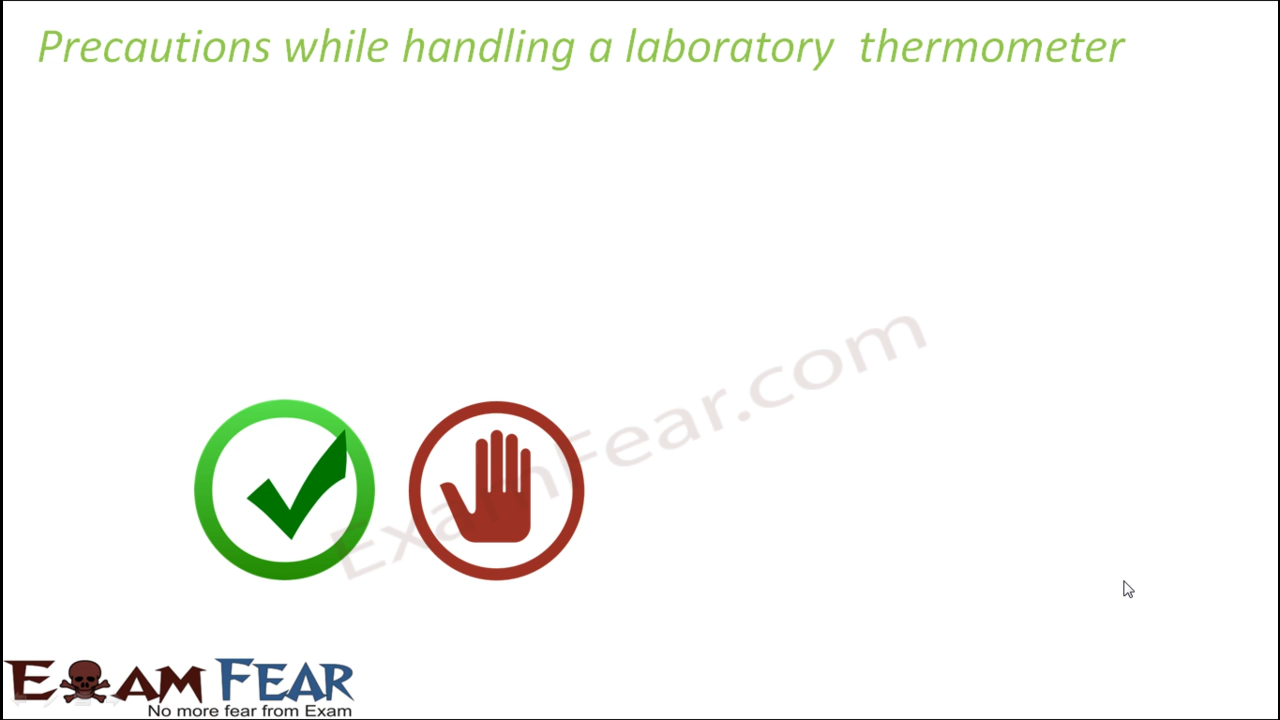 Precautions while handling a laboratory thermometer
ExamFear.com
EXAM FEAR
No more fear from Exam